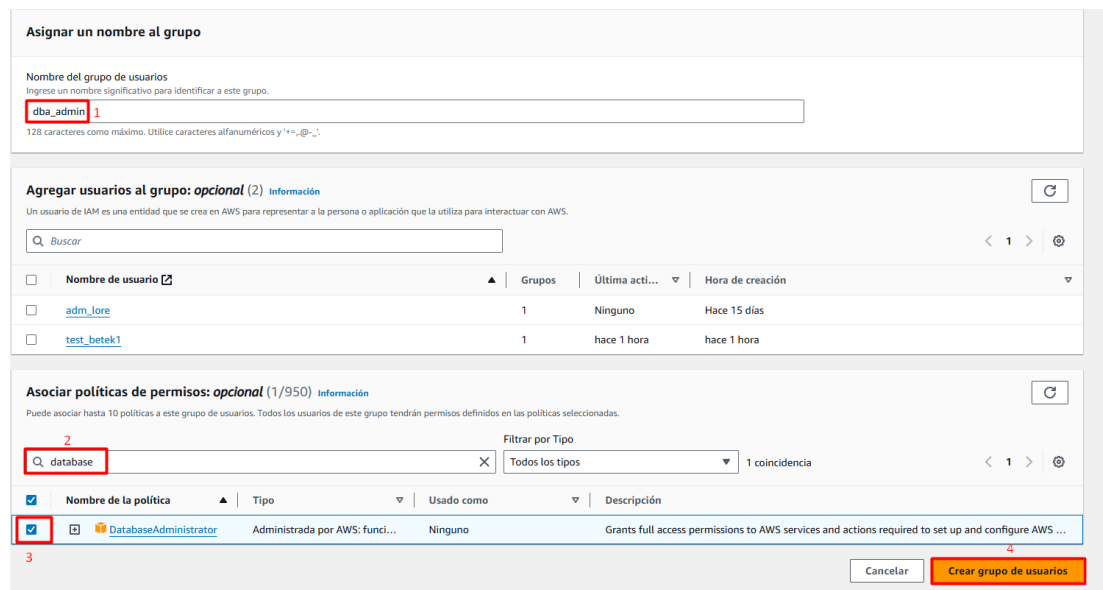 Asignar un nombre al grupo
Nombre del grupo de usuarios
Ingrese un nombre significativo para identificar a este grupo.
dba_admin 1
128 caracteres como máximo. Utilice caracteres alfanuméricos y '+=,.@-_'.
Agregar usuarios al grupo: opcional (2) Información
Un usuario de IAM es una entidad que se crea en AWS para representar a la persona o aplicación que la utiliza para interactuar con AWS.
Buscar 1
Nombre de usuario Grupos Última acti... Hora de creación
adm_lore 1 Ninguno Hace 15 días
test_betek1 1 hace 1 hora hace 1 hora
Asociar políticas de permisos: opcional (1/950) Información
Puede asociar hasta 10 políticas a este grupo de usuarios. Todos los usuarios de este grupo tendrán permisos definidos en las políticas seleccionadas.
2 Filtrar por Tipo
database Todos los tipos 1 coincidencia 1
Nombre de la política Tipo Usado como Descripción
DatabaseAdministrator Administrada por AWS: funci... Ninguno Grants full access permissions to AWS services and actions required to set up and configure AWS ...
3 4
Cancelar Crear grupo de usuarios